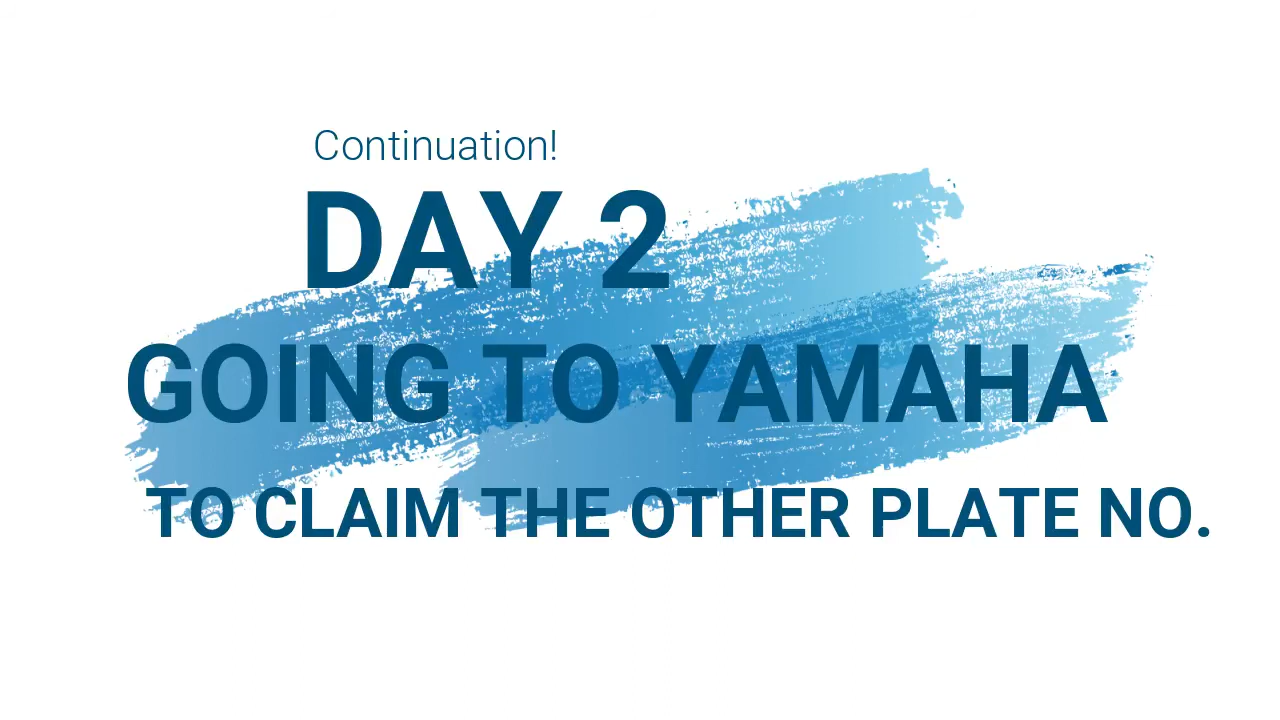 Continuation!
DAY 2
GOING TO YAMAHA
TO CLAIM THE OTHER PLATE NO.